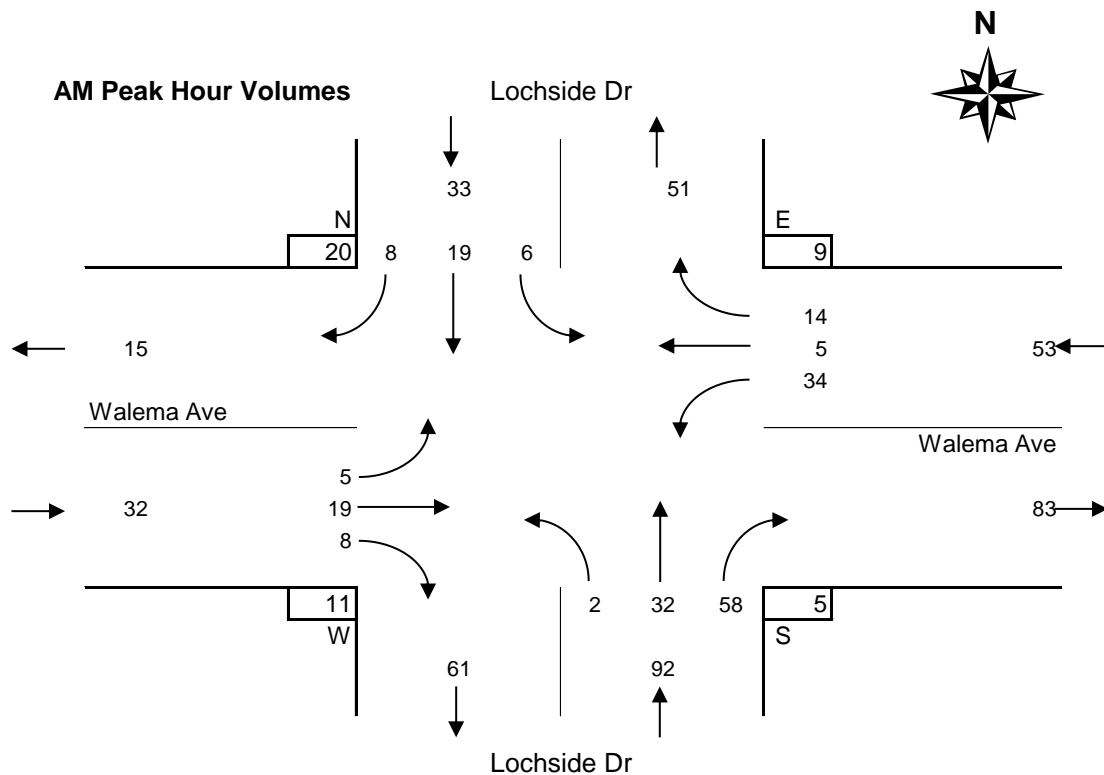 N
AM Peak Hour Volumes Lochside Dr
33 51
N E
20 8 19 6 9
14
15 5 53
34
Walema Ave
Walema Ave
5
32 19 83
8
11 2 32 58 5
W S
61 92
Lochside Dr